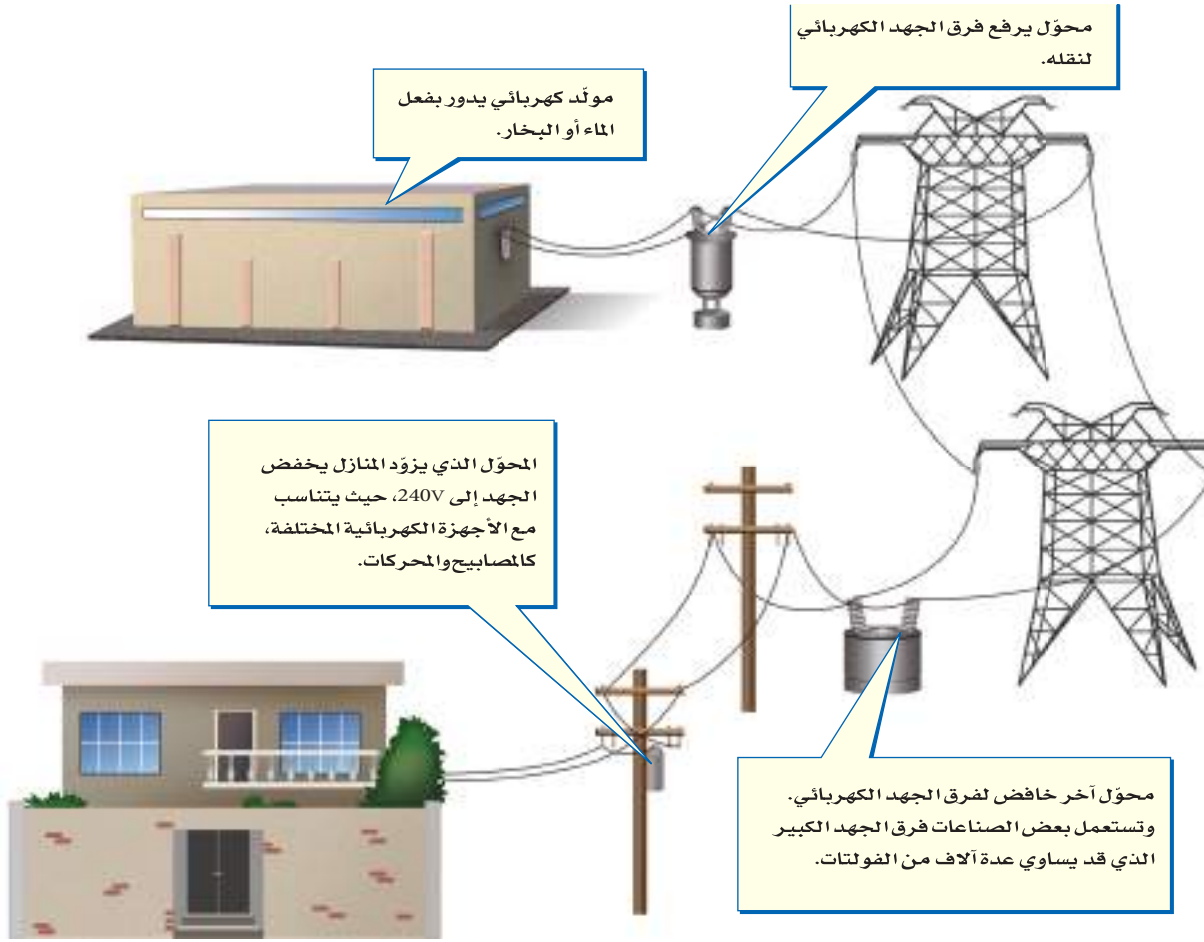 محوّل يرفع فرق الجهد الكهربائي
لنقله.
مولّد كهربائي يدور بفعل
الماء أو البخار.
المحوّل الذي يزوّد المنازل يخفض
الجهد إلى 240V، حيث يتناسب
مع الأجهزة الكهربائية المختلفة،
كالمصابيح والمحركات.
محوّل آخر خافض لفرق الجهد الكهربائي.
وتستعمل بعض الصناعات فرق الجهد الكبير
الذي قد يساوي عدة آلاف من الفولتات.